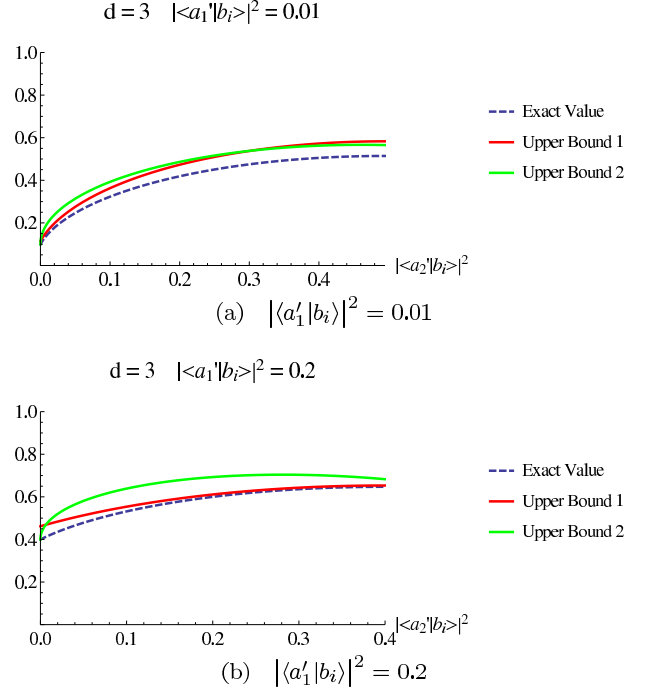 d = 3 |<a₁'|bᵢ>|² = 0.01
1.0
0.8
0.6
0.4
0.2
0.0 0.1 0.2 0.3 0.4
|<a₂'|bᵢ>|²
Exact Value
Upper Bound 1
Upper Bound 2
(a) |⟨a′₁|bᵢ⟩|² = 0.01
d = 3 |<a₁'|bᵢ>|² = 0.2
1.0
0.8
0.6
0.4
0.2
0.0 0.1 0.2 0.3 0.4
|<a₂'|bᵢ>|²
Exact Value
Upper Bound 1
Upper Bound 2
(b) |⟨a′₁|bᵢ⟩|² = 0.2